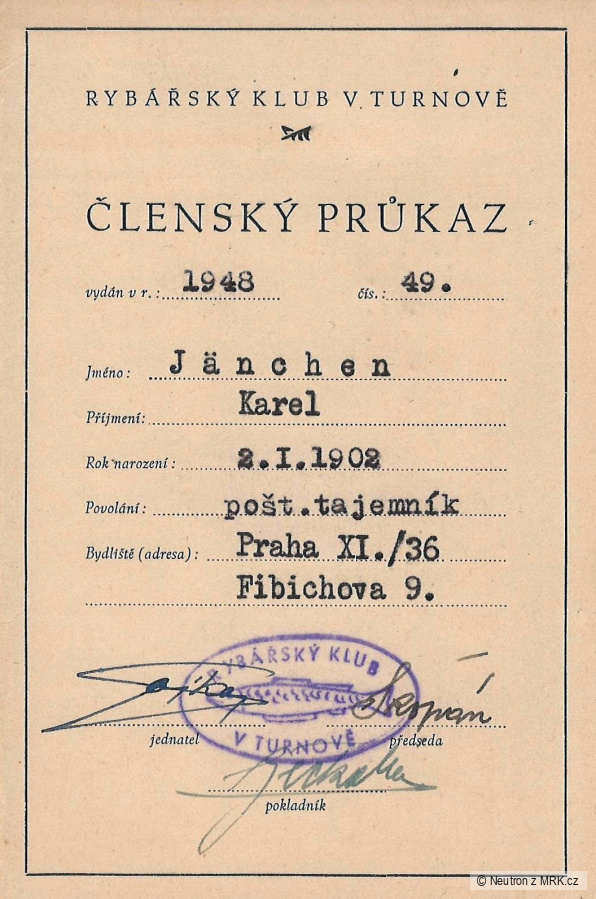 RYBÁŘSKÝ KLUB V TURNOVĚ
ČLENSKÝ PRŮKAZ
vydán v r.: 1948 čís.: 49.
Jméno: Jänchen
Příjmení: Karel
Rok narození: 2.I.1902
Povolání: pošt.tajemník
Bydliště (adresa): Praha XI./36
Fibichova 9.
RYBÁŘSKÝ KLUB
V TURNOVĚ
jednatel předseda
pokladník
© Neutron z MRK.cz